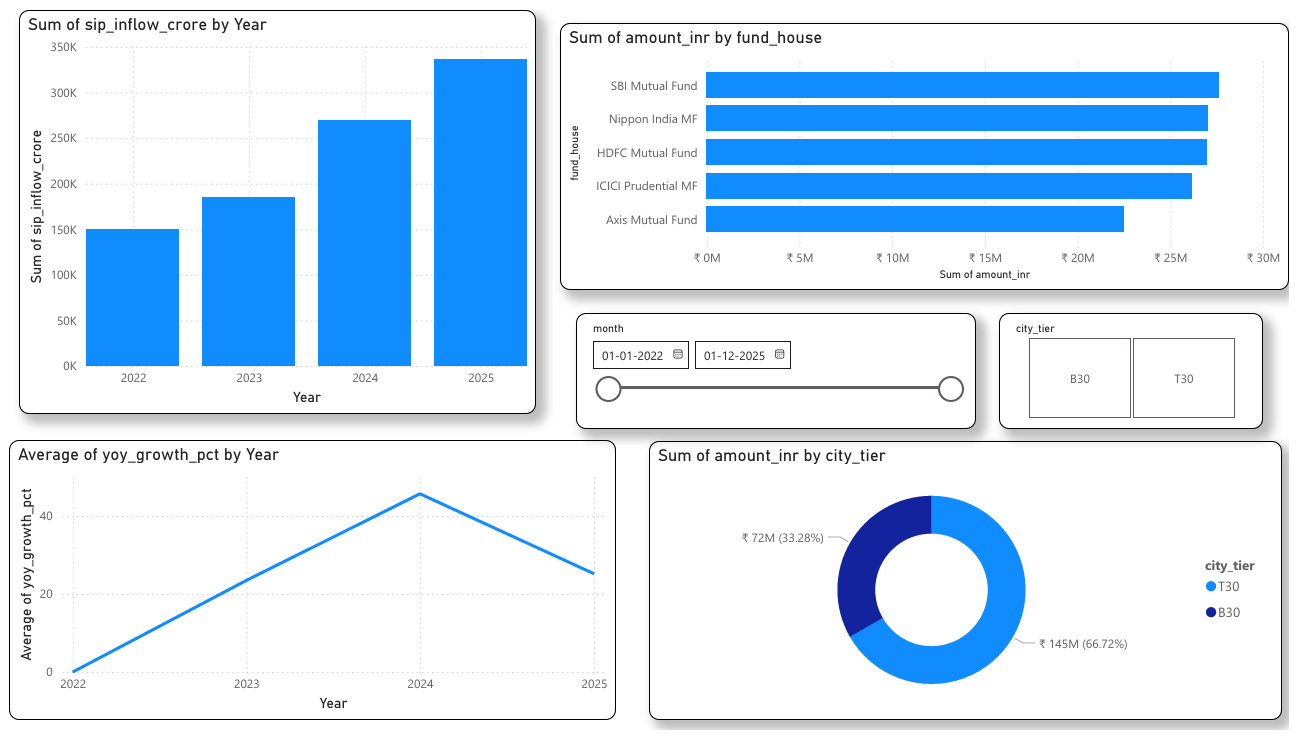 Sum of sip_inflow_crore by Year
Sum of sip_inflow_crore
350K
300K
250K
200K
150K
100K
50K
0K
2022 2023 2024 2025
Year
Sum of amount_inr by fund_house
fund_house
SBI Mutual Fund
Nippon India MF
HDFC Mutual Fund
ICICI Prudential MF
Axis Mutual Fund
₹ 0M ₹ 5M ₹ 10M ₹ 15M ₹ 20M ₹ 25M ₹ 30M
Sum of amount_inr
month
01-01-2022 01-12-2025
city_tier
B30 T30
Average of yoy_growth_pct by Year
Average of yoy_growth_pct
40
20
0
2022 2023 2024 2025
Year
Sum of amount_inr by city_tier
₹ 72M (33.28%)
₹ 145M (66.72%)
city_tier
T30
B30